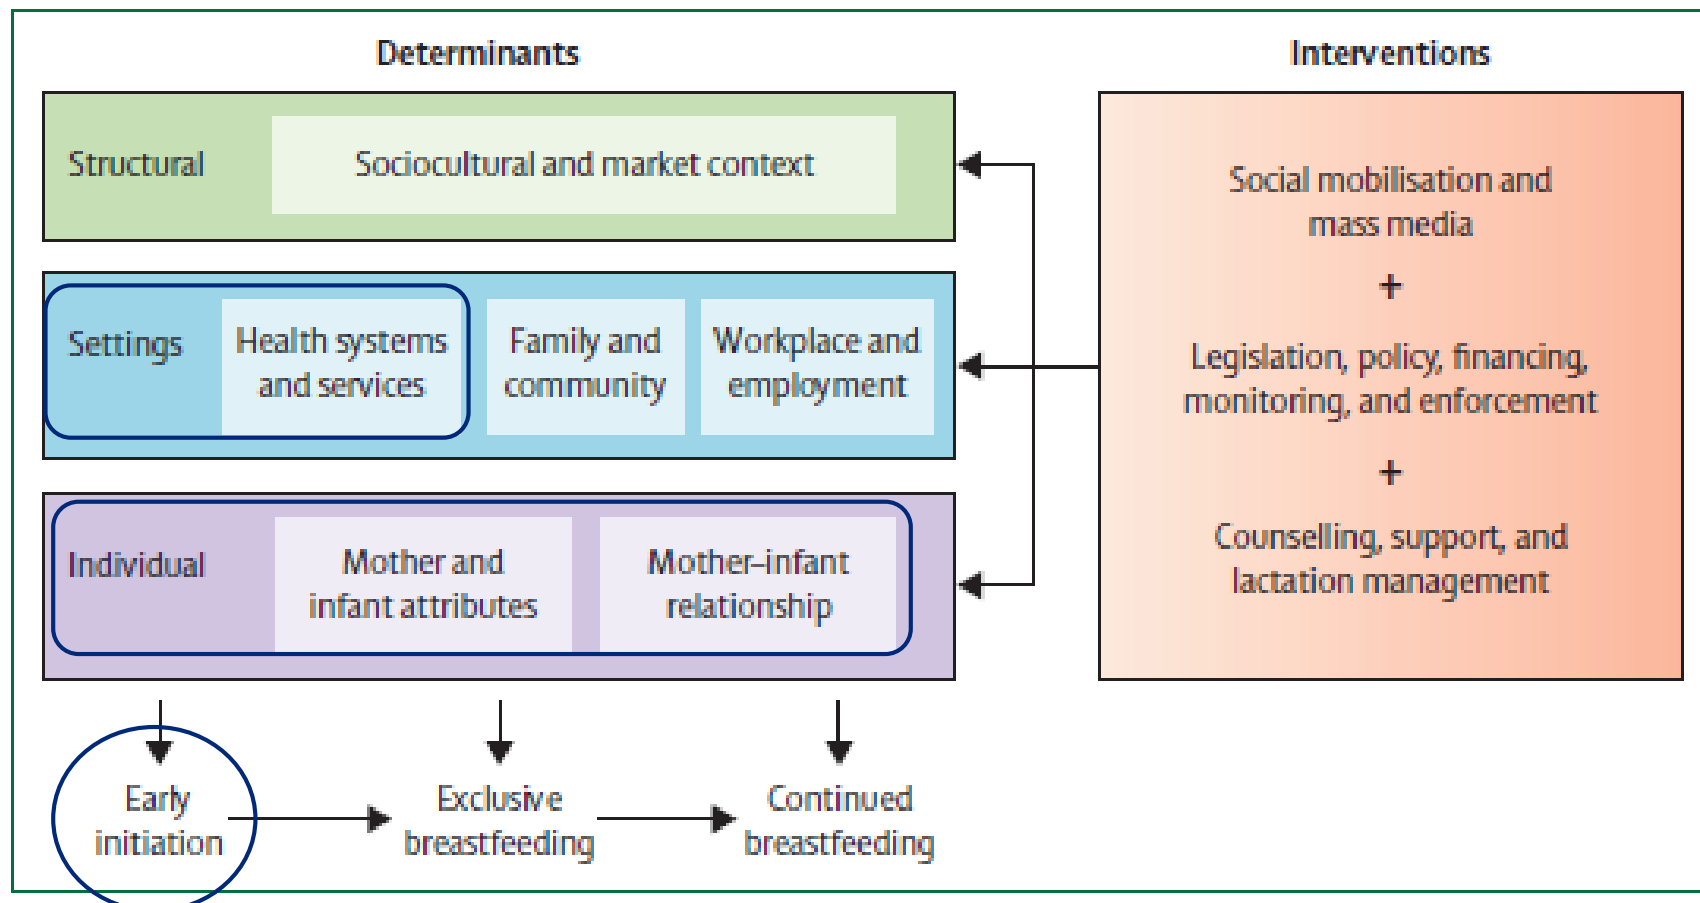 Determinants
Interventions
Structural
Sociocultural and market context
Settings
Health systems
and services
Family and
community
Workplace and
employment
Individual
Mother and
infant attributes
Mother–infant
relationship
Social mobilisation and
mass media
+
Legislation, policy, financing,
monitoring, and enforcement
+
Counselling, support, and
lactation management
Early
initiation
Exclusive
breastfeeding
Continued
breastfeeding